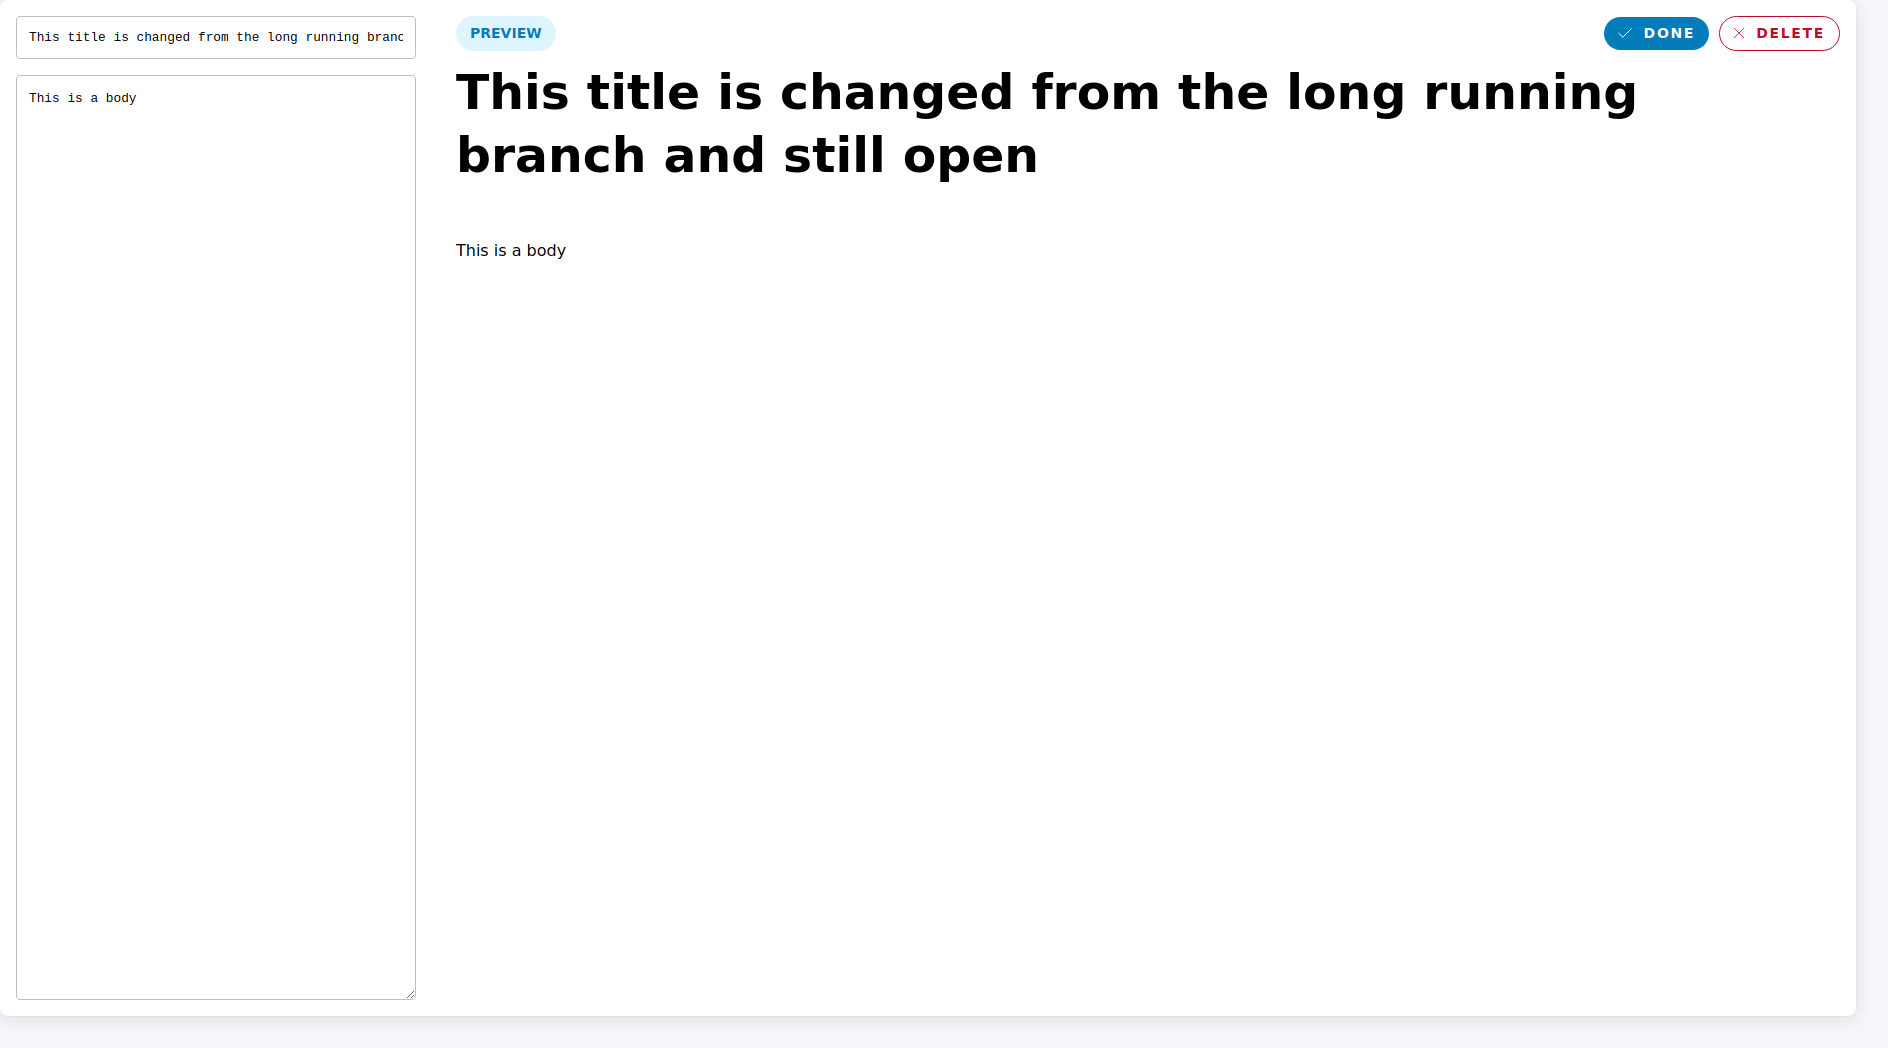 This title is changed from the long running branc
This is a body
PREVIEW
DONE
DELETE
This title is changed from the long running
branch and still open
This is a body